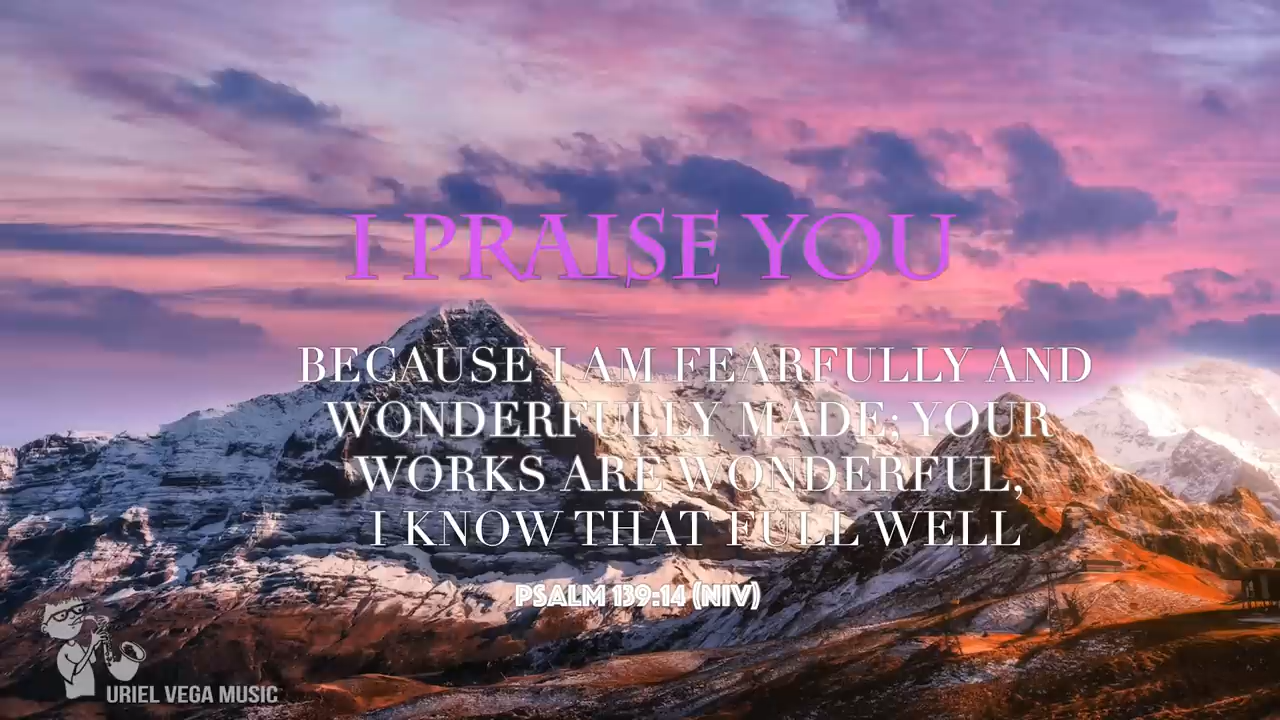 I PRAISE YOU
BECAUSE I AM FEARFULLY AND
WONDERFULLY MADE; YOUR
WORKS ARE WONDERFUL,
I KNOW THAT FULL WELL
PSALM 139:14 (NIV)
URIEL VEGA MUSIC